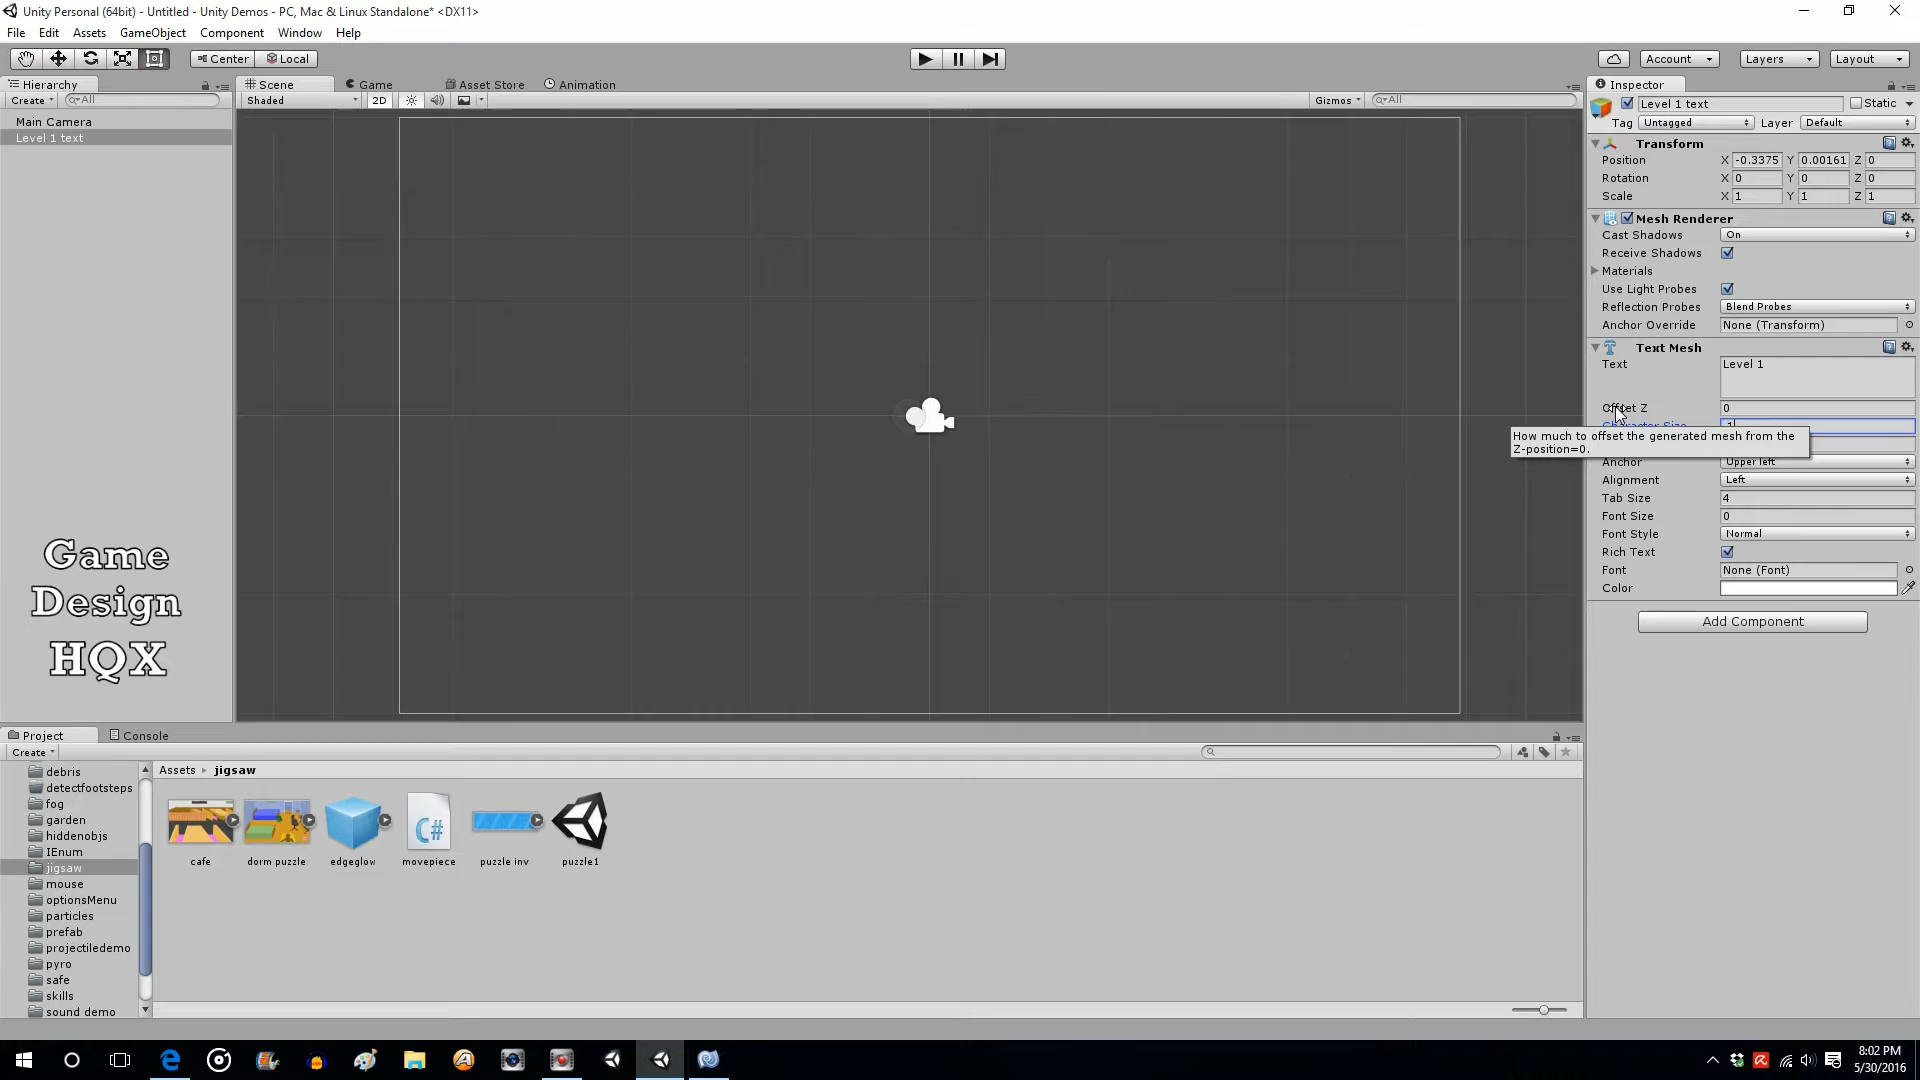 Unity Personal (64bit) - Untitled - Unity Demos - PC, Mac & Linux Standalone* <DX11>
File Edit Assets GameObject Component Window Help
Center Local Account Layers Layout
Hierarchy Scene Game Asset Store Animation Inspector
Create All Shaded 2D Gizmos All
Level 1 text Static
Tag Untagged Layer Default
Main Camera
Level 1 text
Transform
Position X -0.3375 Y 0.00161 Z 0
Rotation X 0 Y 0 Z 0
Scale X 1 Y 1 Z 1
Mesh Renderer
Cast Shadows On
Receive Shadows
Materials
Use Light Probes
Reflection Probes Blend Probes
Anchor Override None (Transform)
Text Mesh
Text Level 1
Offset Z 0
Character Size .1
How much to offset the generated mesh from the
Z-position=0.
Anchor Upper left
Alignment Left
Tab Size 4
Font Size 0
Font Style Normal
Rich Text
Font None (Font)
Color
Add Component
Game
Design
HQX
Project Console
Create
Assets jigsaw
debris
detectfootsteps
fog
garden
hiddenobjs
IEnum
jigsaw
mouse
optionsMenu
particles
prefab
projectiledemo
pyro
safe
skills
sound demo
C#
cafe dorm puzzle edgeglow movepiece puzzle inv puzzle1
8:02 PM
5/30/2016